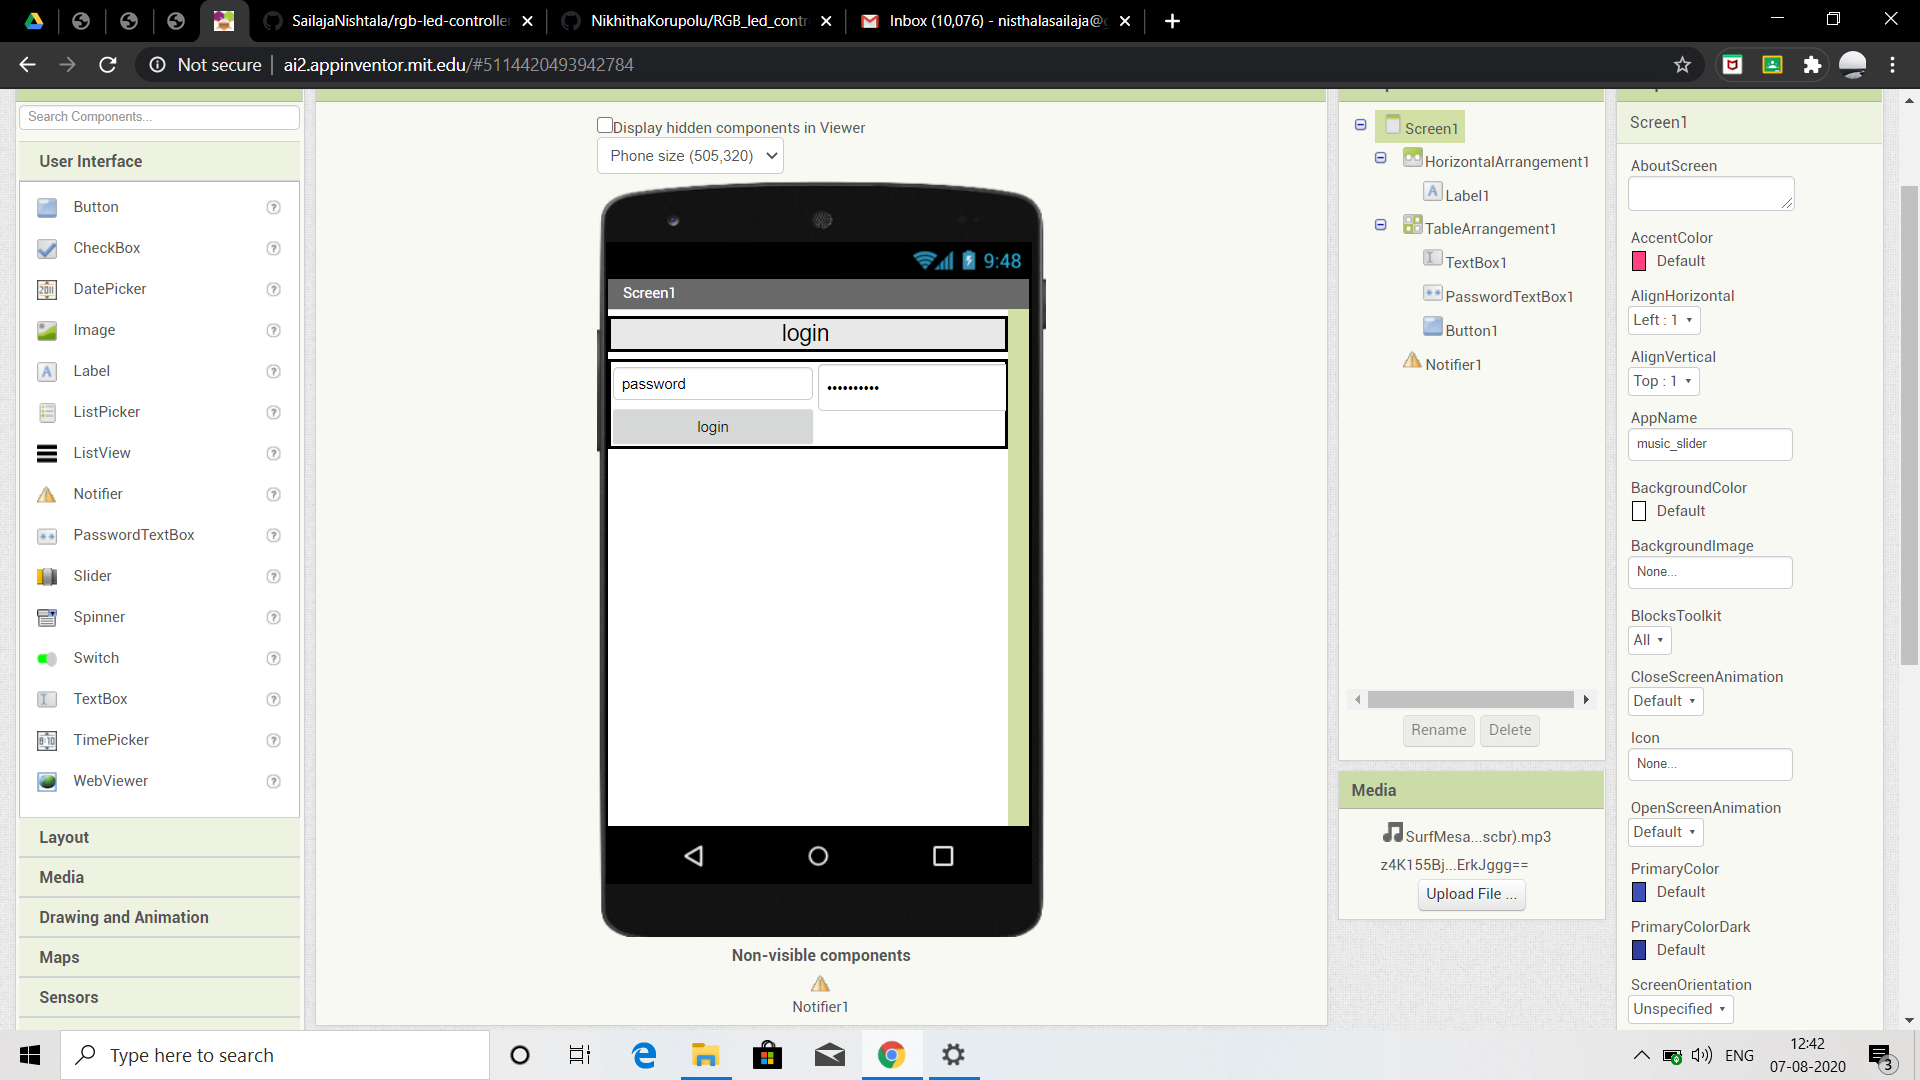 SailajaNishtala/rgb-led-controlle
NikhithaKorupolu/RGB_led_contr
Inbox (10,076) - nisthalasailaja@
Not secure
ai2.appinventor.mit.edu/#5114420493942784
Search Components...
User Interface
Button
CheckBox
DatePicker
Image
Label
ListPicker
ListView
Notifier
PasswordTextBox
Slider
Spinner
Switch
TextBox
TimePicker
WebViewer
Layout
Media
Drawing and Animation
Maps
Sensors
Display hidden components in Viewer
Phone size (505,320)
9:48
Screen1
login
password
••••••••••
login
Non-visible components
Notifier1
Screen1
HorizontalArrangement1
Label1
TableArrangement1
TextBox1
PasswordTextBox1
Button1
Notifier1
Rename
Delete
Media
SurfMesa...scbr).mp3
z4K155Bj...ErkJggg==
Upload File ...
Screen1
AboutScreen
AccentColor
Default
AlignHorizontal
Left : 1
AlignVertical
Top : 1
AppName
music_slider
BackgroundColor
Default
BackgroundImage
None...
BlocksToolkit
All
CloseScreenAnimation
Default
Icon
None...
OpenScreenAnimation
Default
PrimaryColor
Default
PrimaryColorDark
Default
ScreenOrientation
Unspecified
Type here to search
ENG
12:42
07-08-2020
3